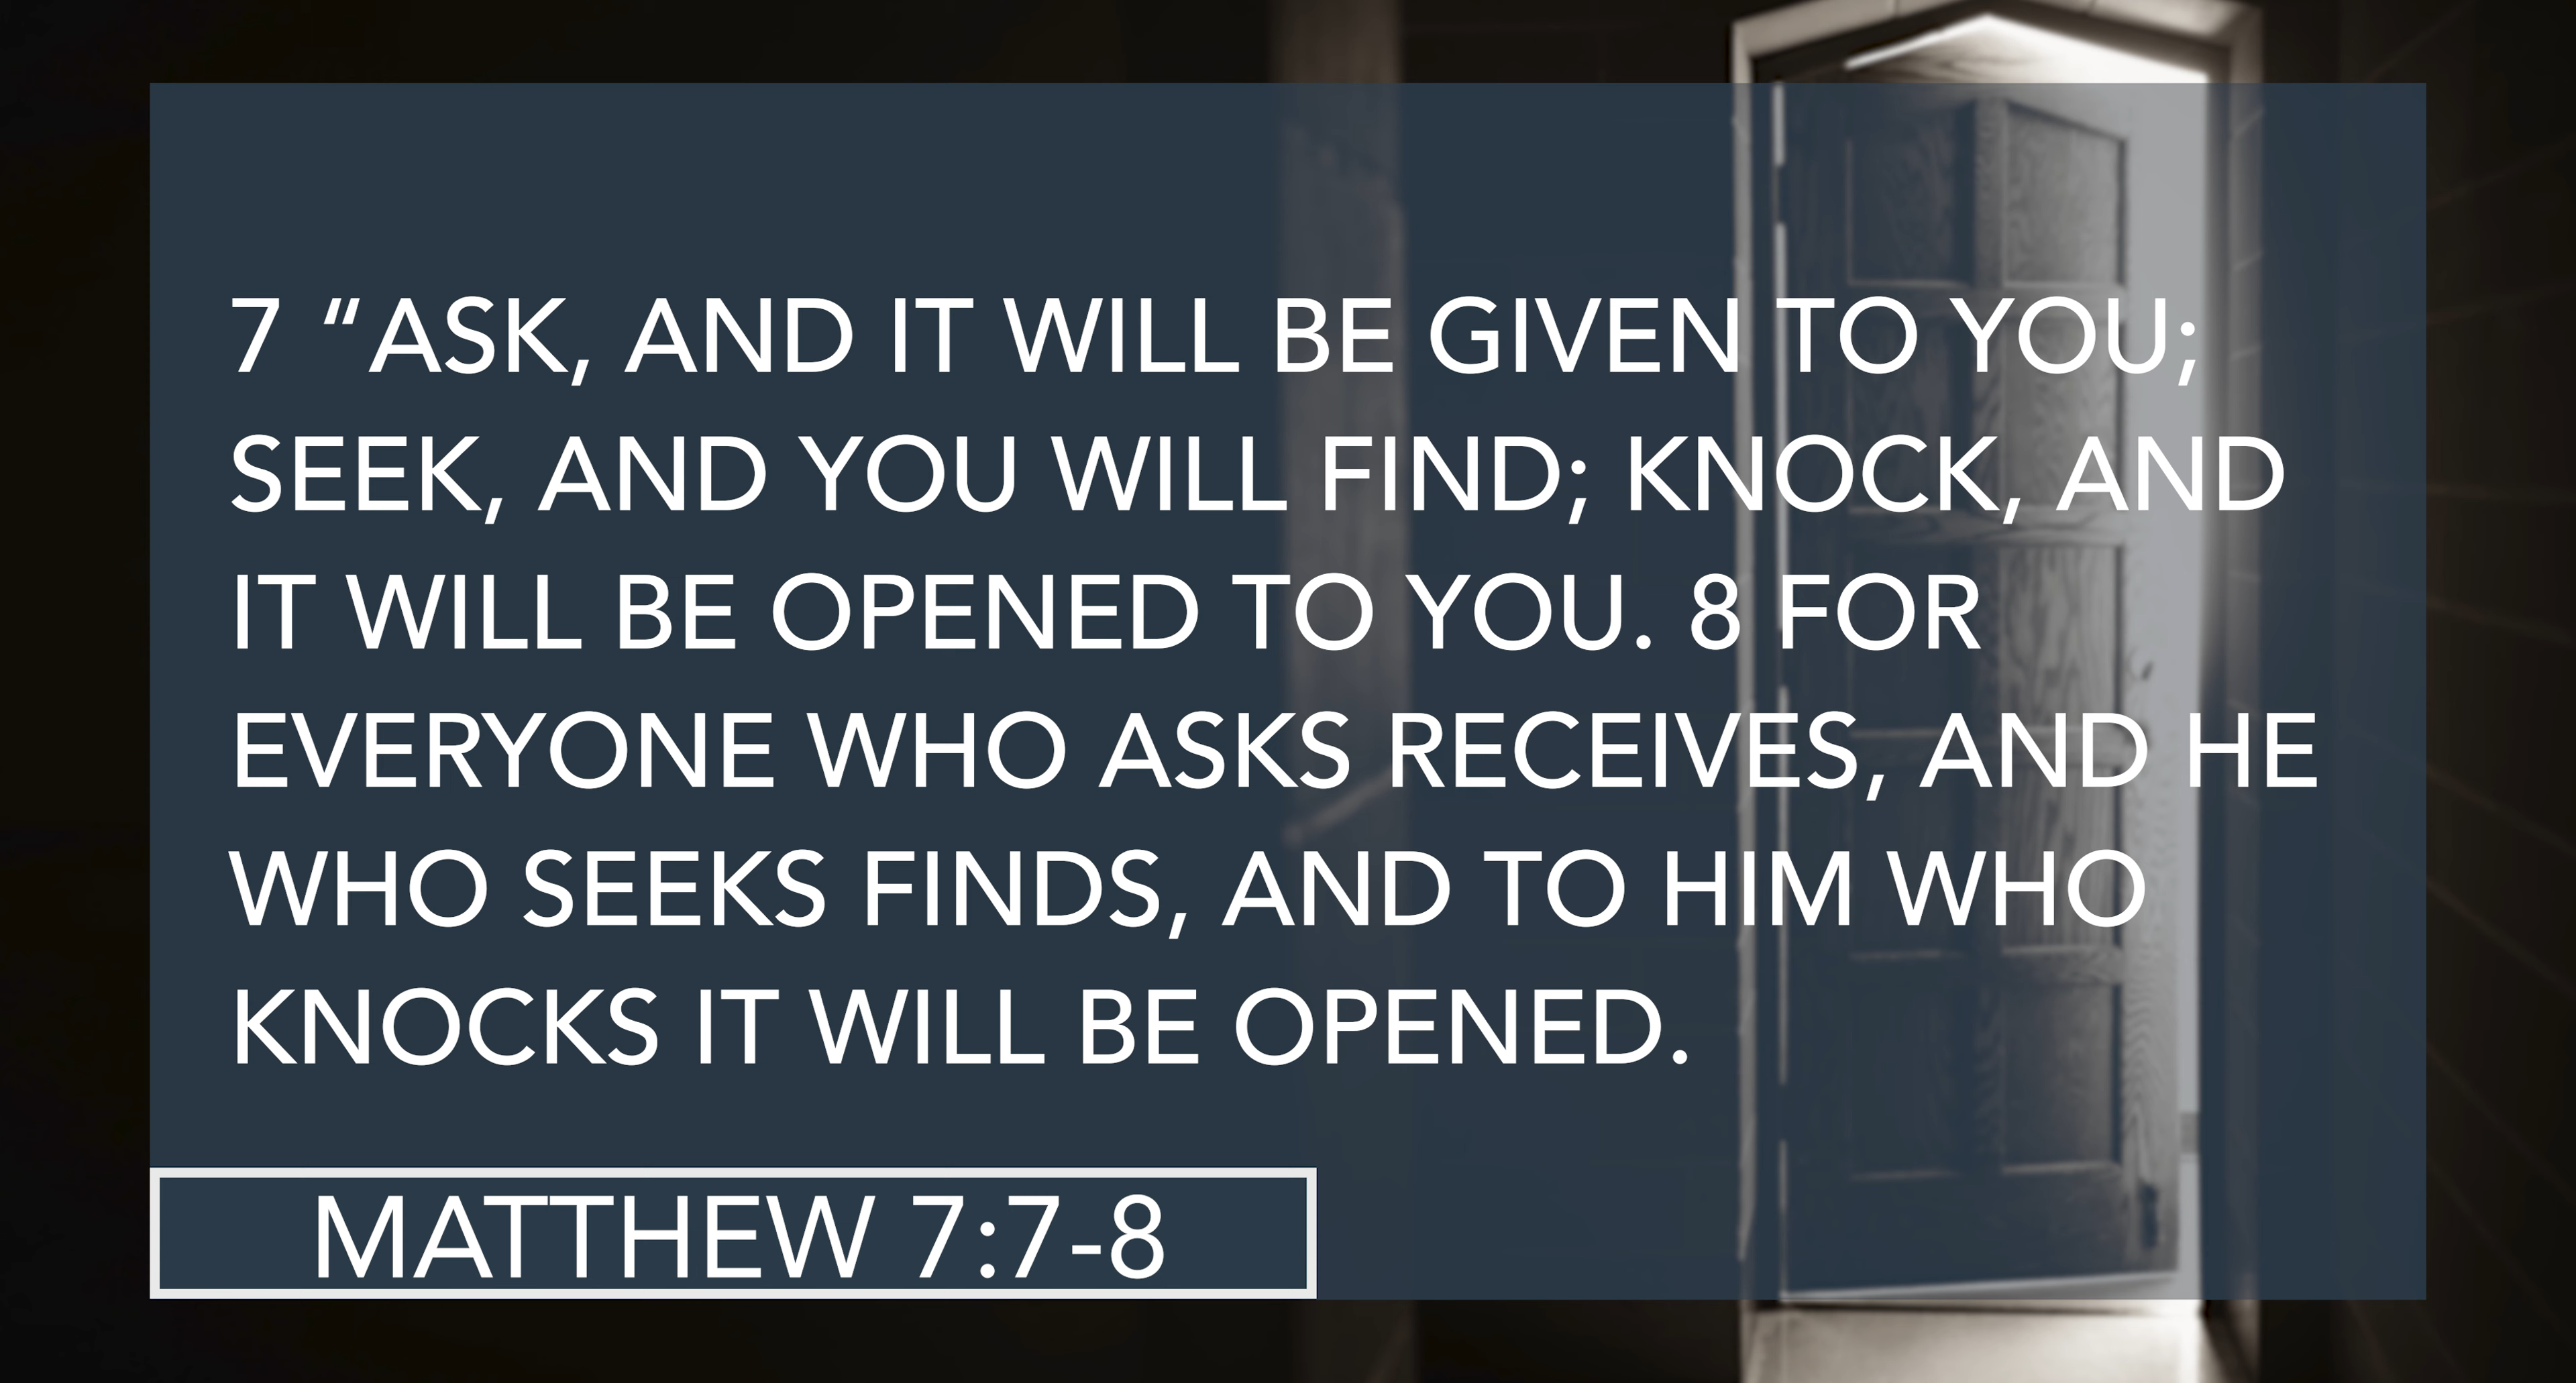 7 “ASK, AND IT WILL BE GIVEN TO YOU;
SEEK, AND YOU WILL FIND; KNOCK, AND
IT WILL BE OPENED TO YOU. 8 FOR
EVERYONE WHO ASKS RECEIVES, AND HE
WHO SEEKS FINDS, AND TO HIM WHO
KNOCKS IT WILL BE OPENED.
MATTHEW 7:7-8